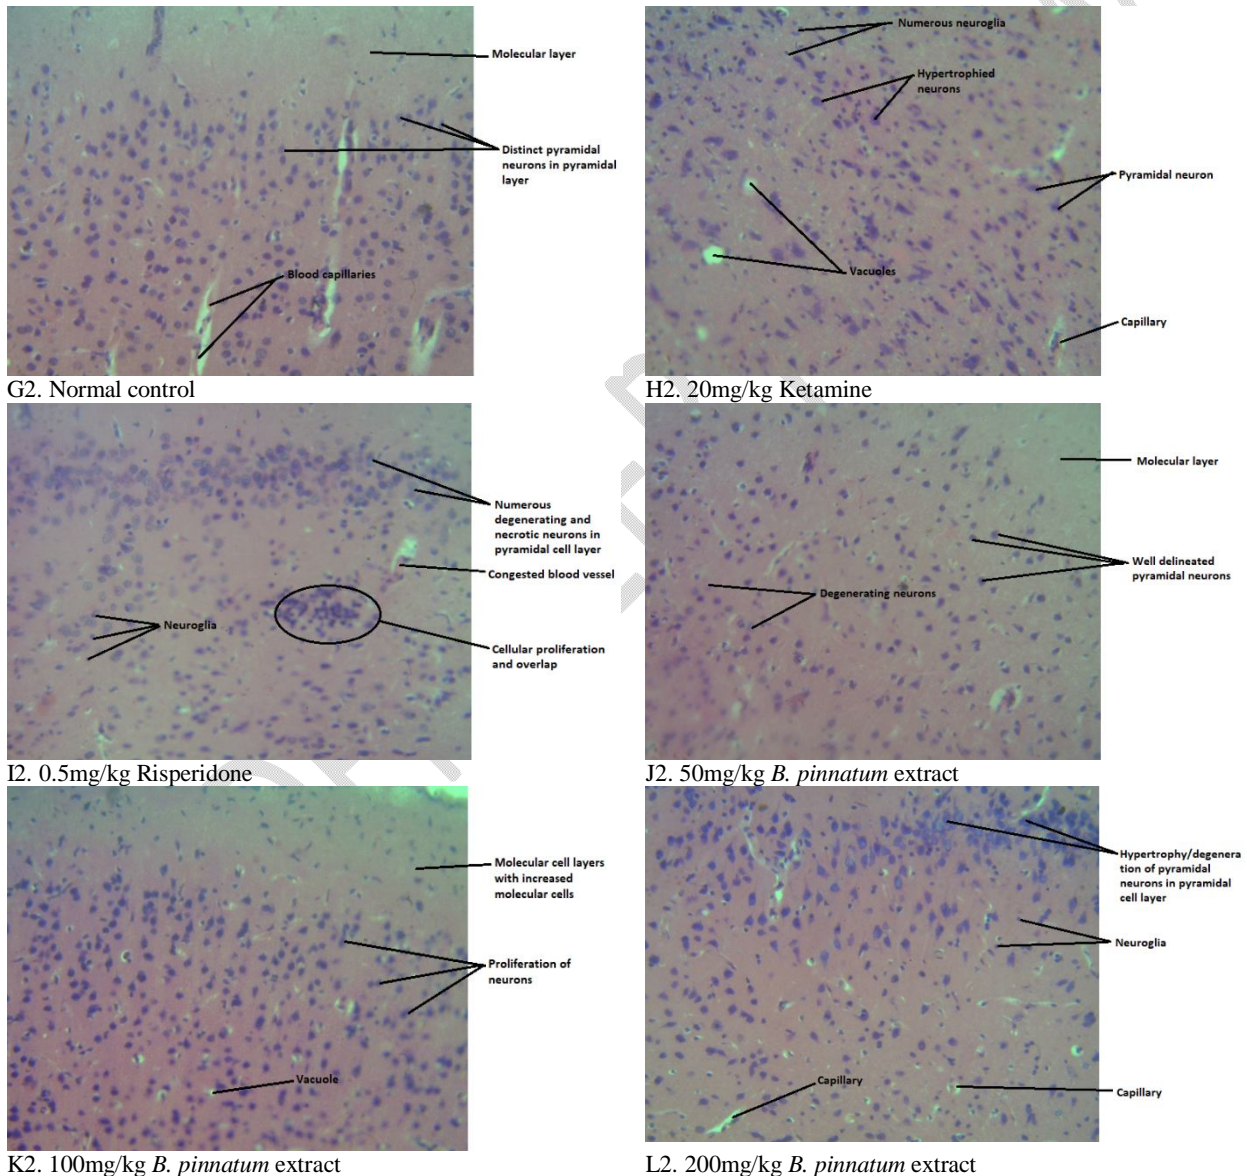 Molecular layer
Distinct pyramidal
neurons in pyramidal
layer
Blood capillaries
G2. Normal control
Numerous neuroglia
Hypertrophied
neurons
Pyramidal neuron
Vacuoles
Capillary
H2. 20mg/kg Ketamine
Numerous
degenerating and
necrotic neurons in
pyramidal cell layer
Congested blood vessel
Neuroglia
Cellular proliferation
and overlap
I2. 0.5mg/kg Risperidone
Molecular layer
Well delineated
pyramidal neurons
Degenerating neurons
J2. 50mg/kg B. pinnatum extract
Molecular cell layers
with increased
molecular cells
Proliferation of
neurons
Vacuole
K2. 100mg/kg B. pinnatum extract
Hypertrophy/degenera
tion of pyramidal
neurons in pyramidal
cell layer
Neuroglia
Capillary
Capillary
L2. 200mg/kg B. pinnatum extract